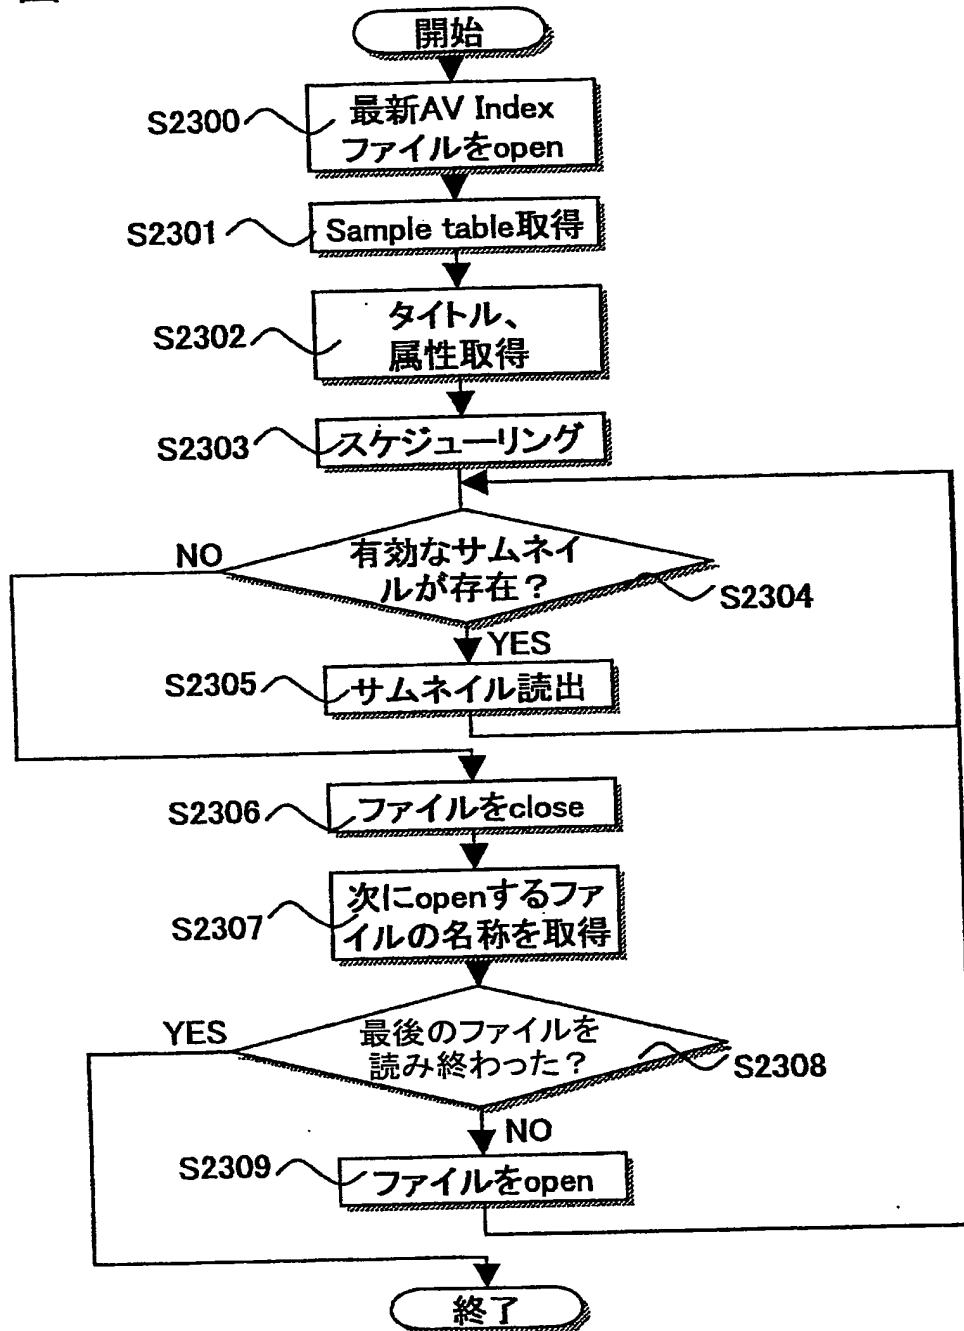 開始
S2300
最新AV Index
ファイルをopen
S2301
Sample table取得
S2302
タイトル、
属性取得
S2303
スケジューリング
NO
有効なサムネイ
ルが存在？
S2304
YES
S2305
サムネイル読出
S2306
ファイルをclose
S2307
次にopenするファ
イルの名称を取得
YES
最後のファイルを
読み終わった？
S2308
NO
S2309
ファイルをopen
終了